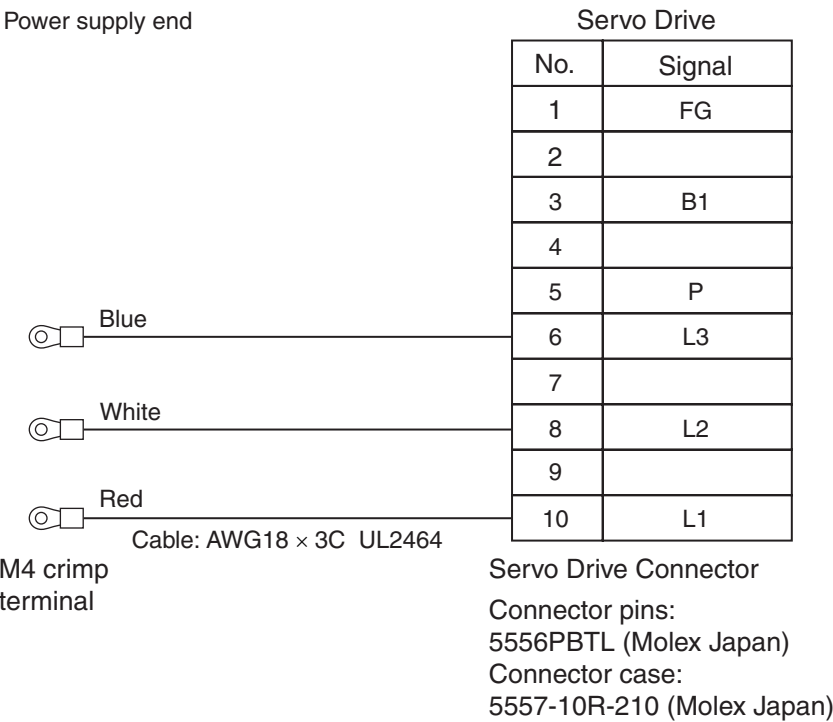 Power supply end
Servo Drive
No. Signal
1 FG
2
3 B1
4
5 P
Blue
6 L3
7
White
8 L2
9
Red
10 L1
Cable: AWG18 × 3C UL2464
M4 crimp
terminal
Servo Drive Connector
Connector pins:
5556PBTL (Molex Japan)
Connector case:
5557-10R-210 (Molex Japan)